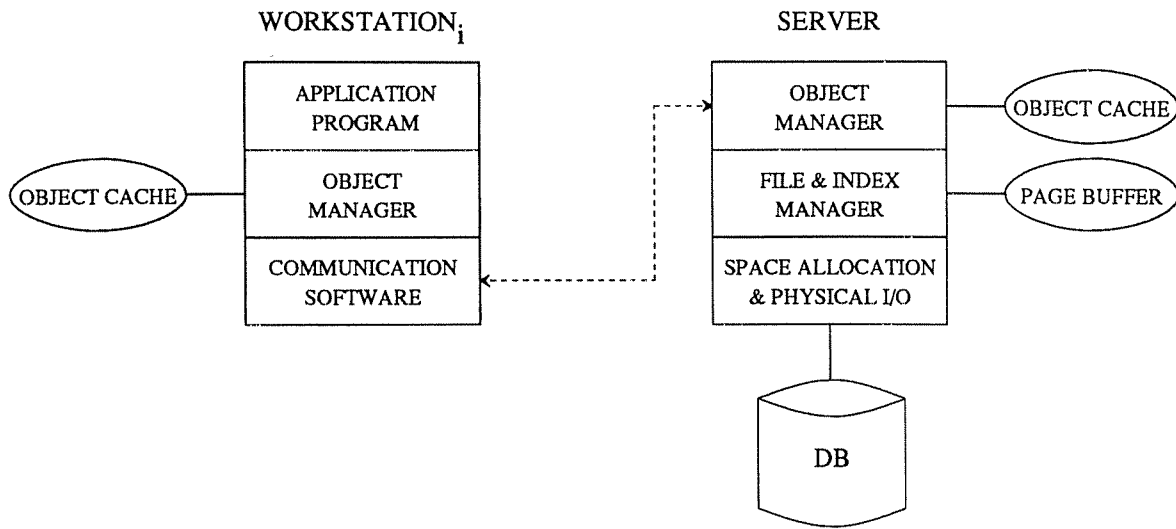 WORKSTATIONi
APPLICATION
PROGRAM
OBJECT CACHE
OBJECT
MANAGER
COMMUNICATION
SOFTWARE
SERVER
OBJECT
MANAGER
OBJECT CACHE
FILE & INDEX
MANAGER
PAGE BUFFER
SPACE ALLOCATION
& PHYSICAL I/O
DB